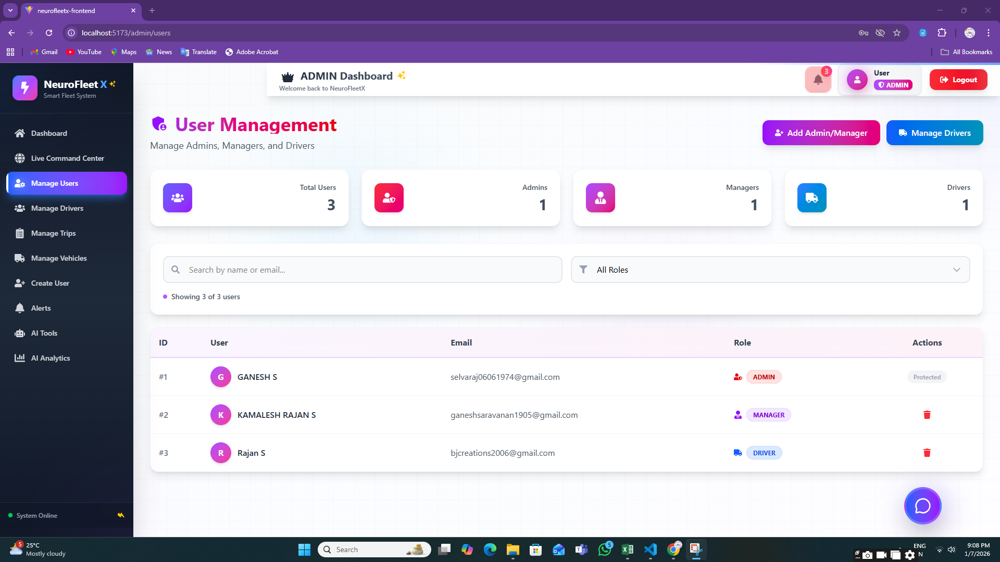 neurofleetx-frontend
localhost:5173/admin/users
Gmail
YouTube
Maps
News
Translate
Adobe Acrobat
All Bookmarks
NeuroFleet X
Smart Fleet System
ADMIN Dashboard
Welcome back to NeuroFleetX
3
User
ADMIN
Logout
Dashboard
Live Command Center
Manage Users
Manage Drivers
Manage Trips
Manage Vehicles
Create User
Alerts
AI Tools
AI Analytics
System Online
User Management
Manage Admins, Managers, and Drivers
Add Admin/Manager
Manage Drivers
Total Users
3
Admins
1
Managers
1
Drivers
1
Search by name or email...
All Roles
Showing 3 of 3 users
ID User Email Role Actions
#1 G GANESH S selvaraj06061974@gmail.com ADMIN Protected
#2 K KAMALESH RAJAN S ganeshsaravanan1905@gmail.com MANAGER
#3 R Rajan S bjcreations2006@gmail.com DRIVER
5
25°C
Mostly cloudy
Search
5
ENG
N
9:08 PM
1/7/2026